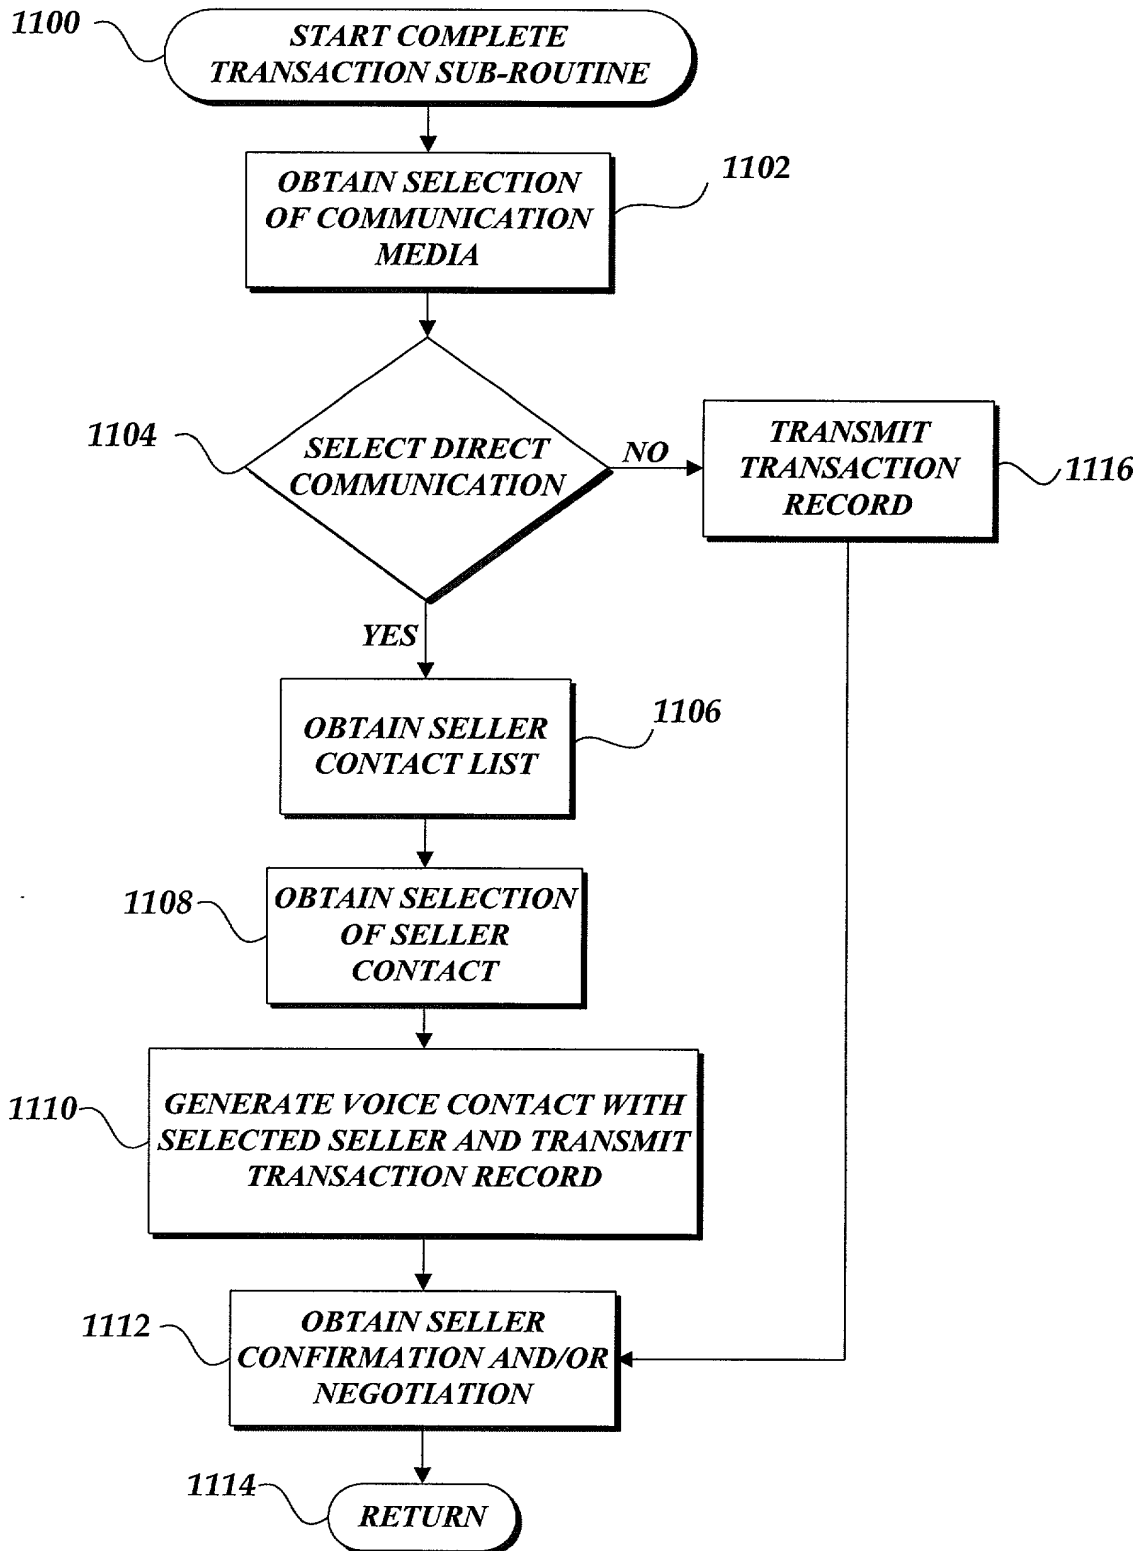 1100
START COMPLETE
TRANSACTION SUB-ROUTINE
1102
OBTAIN SELECTION
OF COMMUNICATION
MEDIA
1104
SELECT DIRECT
COMMUNICATION
NO
TRANSMIT
TRANSACTION
RECORD
1116
YES
1106
OBTAIN SELLER
CONTACT LIST
1108
OBTAIN SELECTION
OF SELLER
CONTACT
1110
GENERATE VOICE CONTACT WITH
SELECTED SELLER AND TRANSMIT
TRANSACTION RECORD
1112
OBTAIN SELLER
CONFIRMATION AND/OR
NEGOTIATION
1114
RETURN